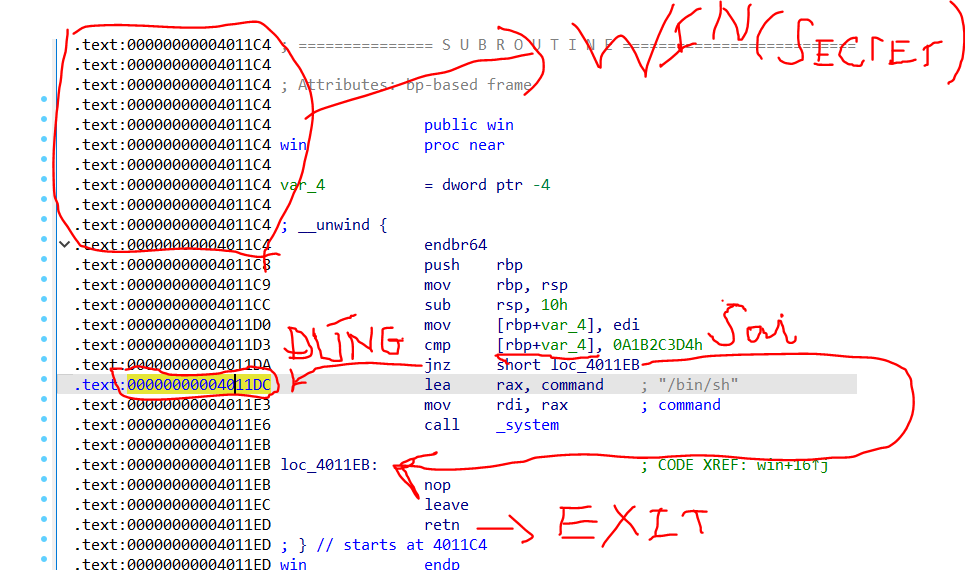 .text:00000000004011C4 ; =============== S U B R O U T I N E =======================================
WIN(SECRET)
.text:00000000004011C4
.text:00000000004011C4 ; Attributes: bp-based frame
.text:00000000004011C4
.text:00000000004011C4 public win
.text:00000000004011C4 win proc near
.text:00000000004011C4
.text:00000000004011C4 var_4 = dword ptr -4
.text:00000000004011C4
.text:00000000004011C4 ; __unwind {
.text:00000000004011C4 endbr64
.text:00000000004011C8 push rbp
.text:00000000004011C9 mov rbp, rsp
.text:00000000004011CC sub rsp, 10h
.text:00000000004011D0 mov [rbp+var_4], edi
ĐÚNG Sai
.text:00000000004011D3 cmp [rbp+var_4], 0A1B2C3D4h
.text:00000000004011DA jnz short loc_4011EB
.text:00000000004011DC lea rax, command ; "/bin/sh"
.text:00000000004011E3 mov rdi, rax ; command
.text:00000000004011E6 call _system
.text:00000000004011EB
.text:00000000004011EB loc_4011EB: ; CODE XREF: win+16↑j
.text:00000000004011EB nop
.text:00000000004011EC leave
.text:00000000004011ED retn
EXIT
.text:00000000004011ED ; } // starts at 4011C4
.text:00000000004011ED win endp